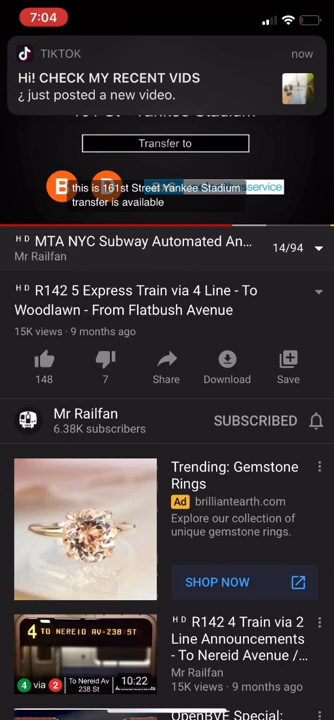 7:04
TIKTOK
now
Hi! CHECK MY RECENT VIDS
¿ just posted a new video.
Transfer to
B
this is 161st Street Yankee Stadium
service
transfer is available
HD MTA NYC Subway Automated An...
14/94
Mr Railfan
HD R142 5 Express Train via 4 Line - To
Woodlawn - From Flatbush Avenue
15K views · 9 months ago
148
7
Share
Download
Save
Mr Railfan
6.38K subscribers
SUBSCRIBED
Trending: Gemstone
Rings
Ad brilliantearth.com
Explore our collection of
unique gemstone rings.
SHOP NOW
4 TO NEREID AV-238 ST
4 via 2
To Nereid Av
238 St
10:22
HD R142 4 Train via 2
Line Announcements
- To Nereid Avenue /...
Mr Railfan
15K views · 9 months ago
OpenBVE Special: